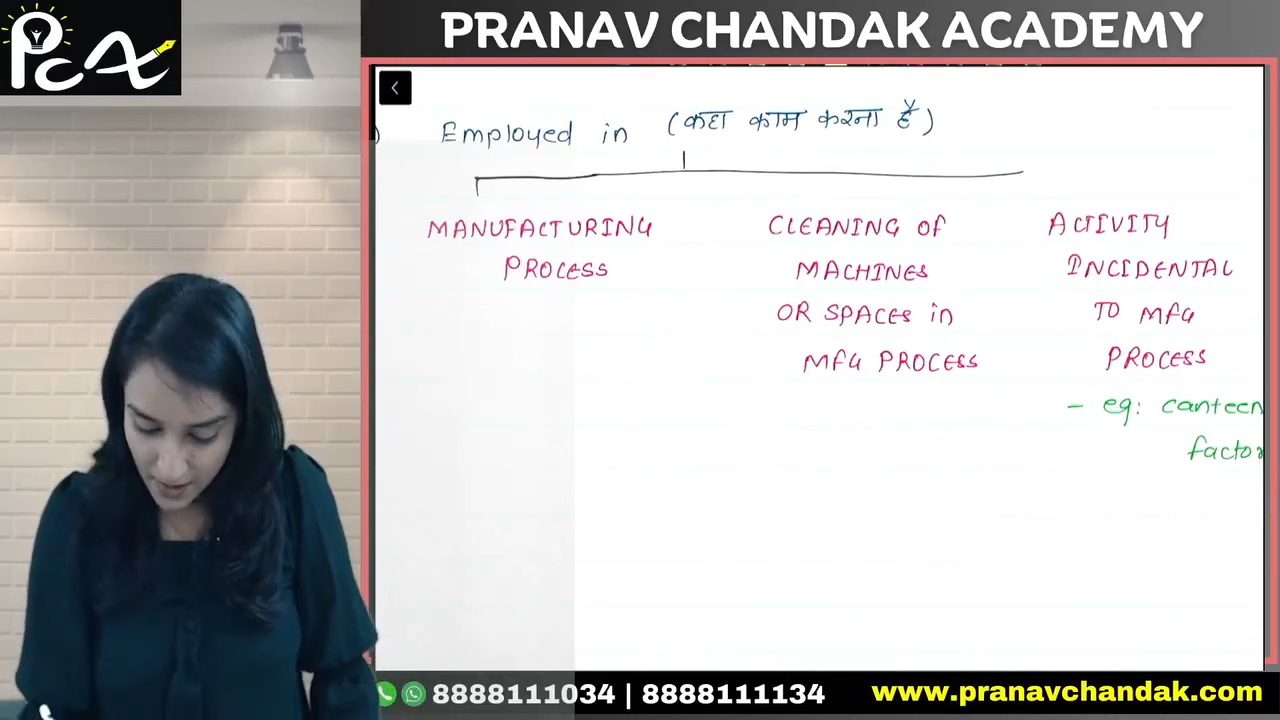 PCA
PRANAV CHANDAK ACADEMY
) Employed in (कहा काम करना है)
MANUFACTURING
PROCESS
CLEANING OF
MACHINES
OR SPACES in
MFG PROCESS
ACTIVITY
INCIDENTAL
TO MFG
PROCESS
- eg: canteen
factor
8888111034 | 8888111134
www.pranavchandak.com